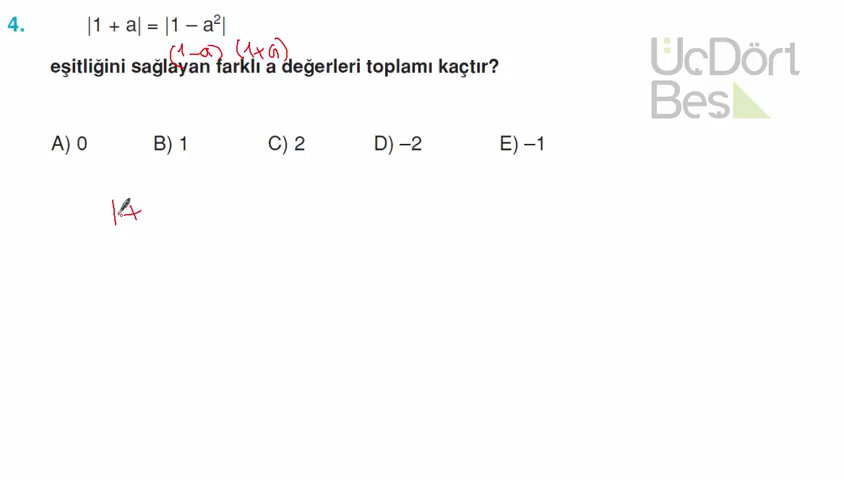 4. |1 + a| = |1 – a²|
(1-a) (1+a)
eşitliğini sağlayan farklı a değerleri toplamı kaçtır?
ÜçDört
Beş
A) 0 B) 1 C) 2 D) –2 E) –1
|+